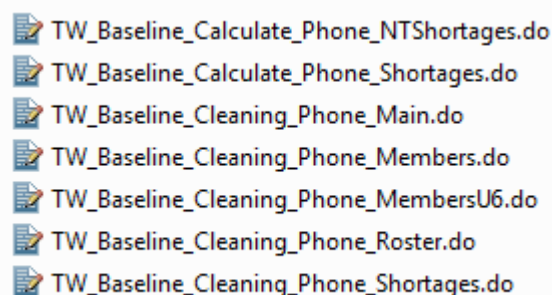 TW_Baseline_Calculate_Phone_NTShortages.do
TW_Baseline_Calculate_Phone_Shortages.do
TW_Baseline_Cleaning_Phone_Main.do
TW_Baseline_Cleaning_Phone_Members.do
TW_Baseline_Cleaning_Phone_MembersU6.do
TW_Baseline_Cleaning_Phone_Roster.do
TW_Baseline_Cleaning_Phone_Shortages.do